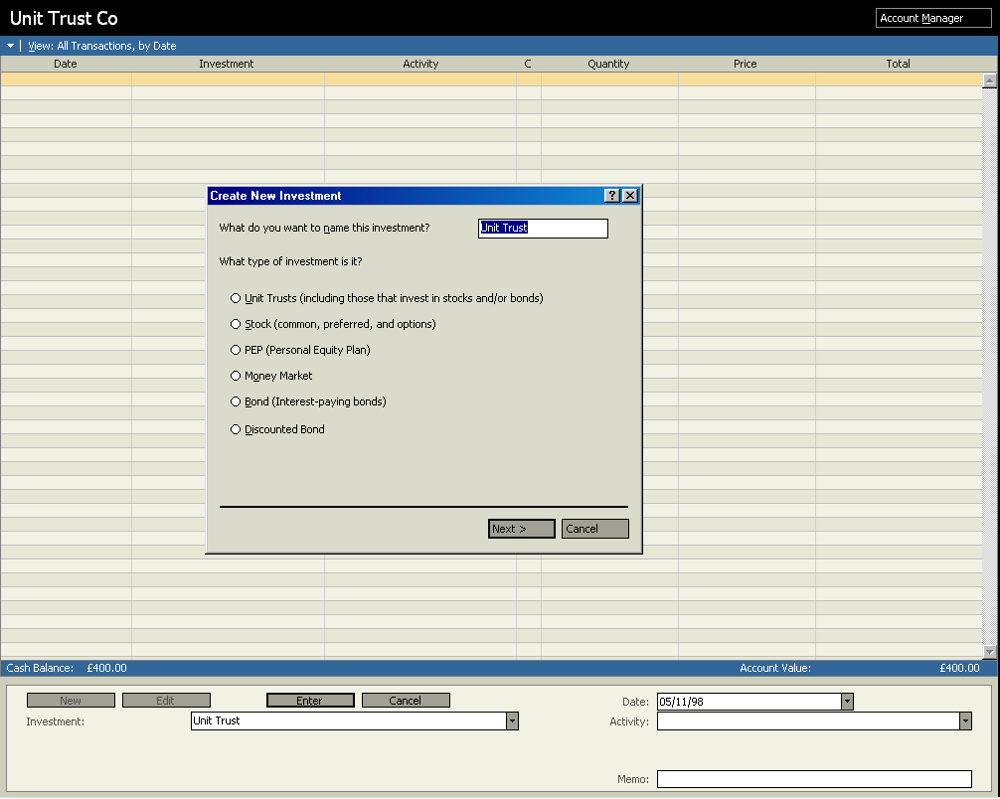 Unit Trust Co
Account Manager
View: All Transactions, by Date
Date Investment Activity C Quantity Price Total
Create New Investment
What do you want to name this investment? Unit Trust
What type of investment is it?
Unit Trusts (including those that invest in stocks and/or bonds)
Stock (common, preferred, and options)
PEP (Personal Equity Plan)
Money Market
Bond (Interest-paying bonds)
Discounted Bond
Next > Cancel
Cash Balance: £400.00 Account Value: £400.00
New Edit Enter Cancel Date: 05/11/98
Investment: Unit Trust Activity:
Memo: